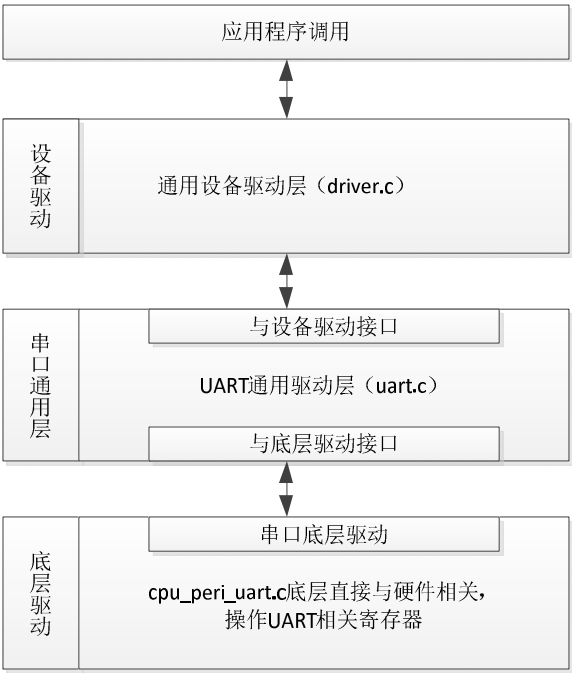 应用程序调用
设备驱动
通用设备驱动层（driver.c）
串口通用层
与设备驱动接口
UART通用驱动层（uart.c）
与底层驱动接口
底层驱动
串口底层驱动
cpu_peri_uart.c底层直接与硬件相关，
操作UART相关寄存器